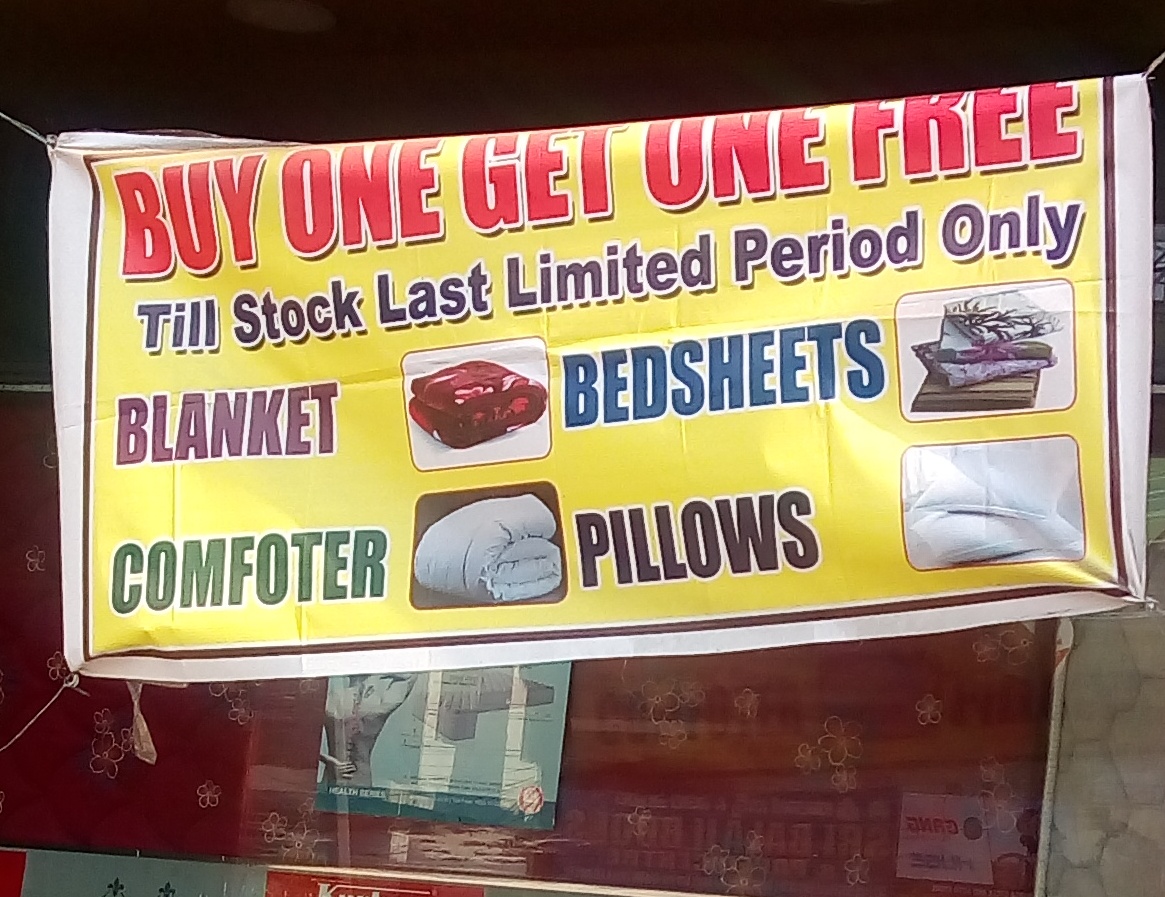 BUY ONE GET ONE FREE
Till Stock Last Limited Period Only
BLANKET
BEDSHEETS
COMFOTER
PILLOWS
HEALTH SERIES